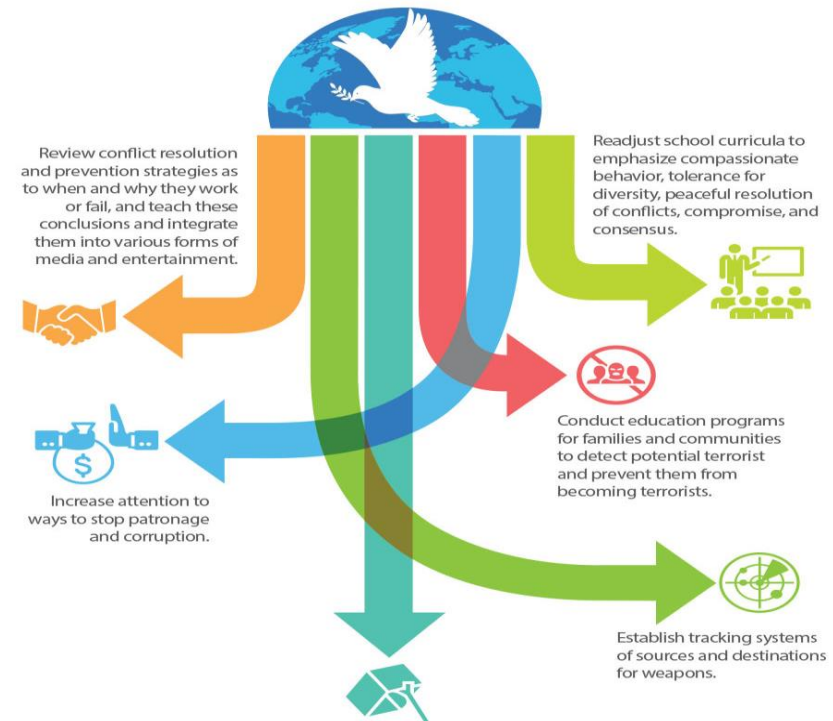 Review conflict resolution
and prevention strategies as
to when and why they work
or fail, and teach these
conclusions and integrate
them into various forms of
media and entertainment.
Readjust school curricula to
emphasize compassionate
behavior, tolerance for
diversity, peaceful resolution
of conflicts, compromise, and
consensus.
Conduct education programs
for families and communities
to detect potential terrorist
and prevent them from
becoming terrorists.
$
Increase attention to
ways to stop patronage
and corruption.
Establish tracking systems
of sources and destinations
for weapons.